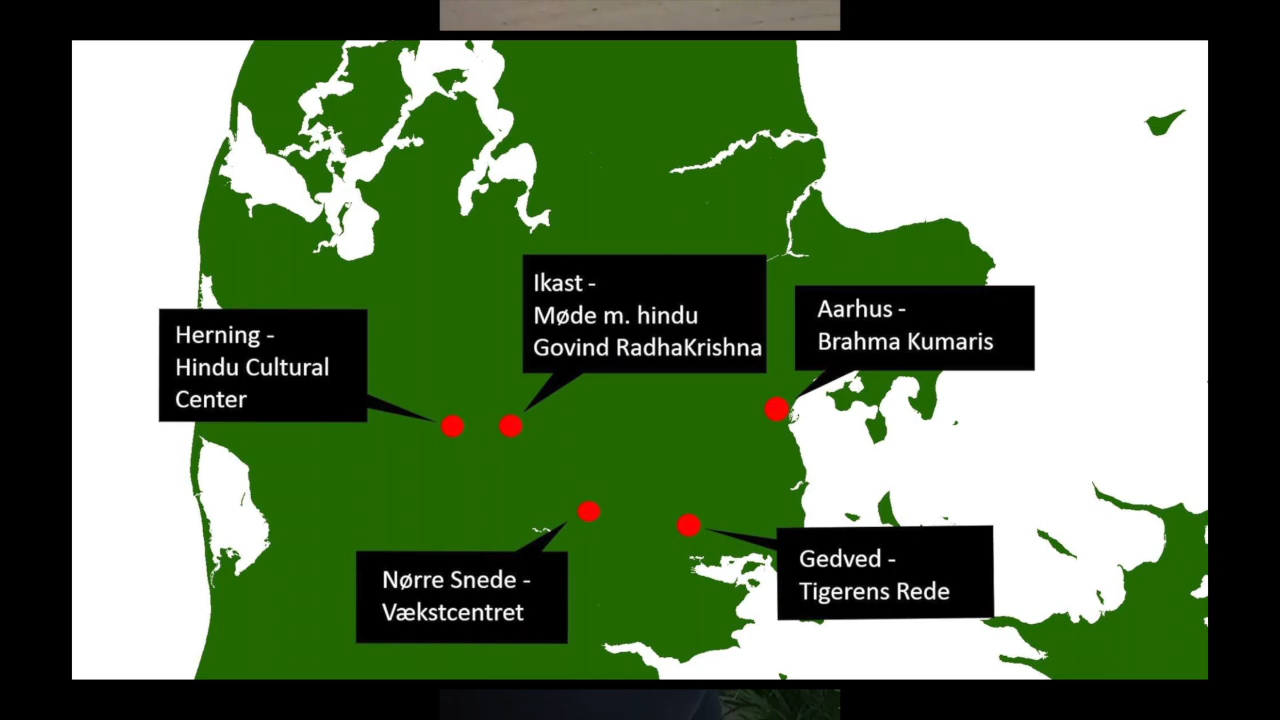 Ikast -
Møde m. hindu
Govind RadhaKrishna
Aarhus -
Brahma Kumaris
Herning -
Hindu Cultural
Center
Nørre Snede -
Vækstcentret
Gedved -
Tigerens Rede